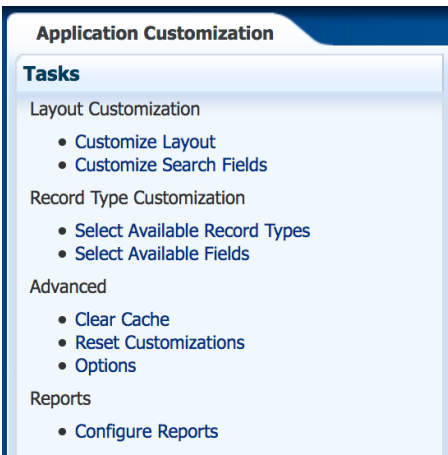 Application Customization
Tasks
Layout Customization
• Customize Layout
• Customize Search Fields
Record Type Customization
• Select Available Record Types
• Select Available Fields
Advanced
• Clear Cache
• Reset Customizations
• Options
Reports
• Configure Reports